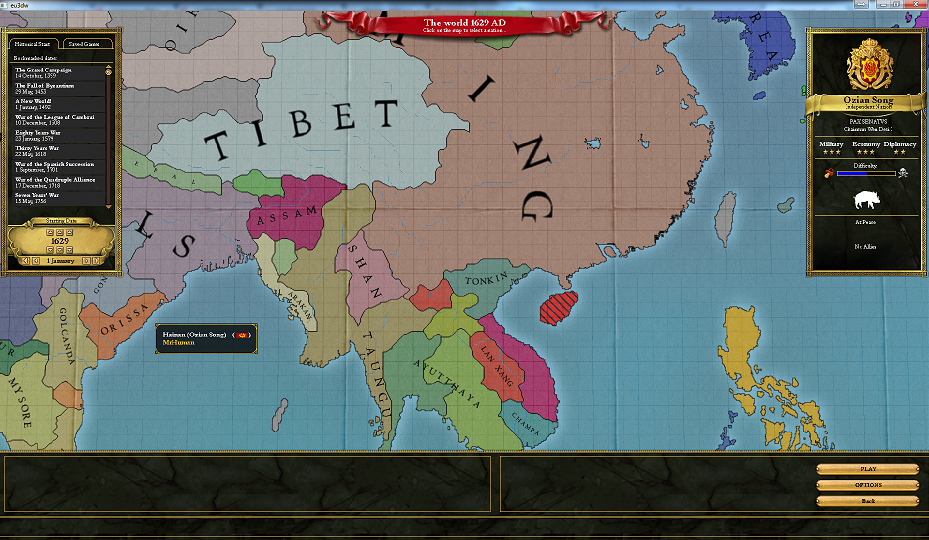 eu3dw
The world 1629 AD
Click on the map to select a nation.
Historical Start
Saved Games
Bookmarked dates:
The Grand Campaign
14 October, 1399
The Fall of Byzantium
29 May, 1453
A New World!
1 January, 1492
War of the League of Cambrai
10 December, 1508
Eighty Years War
23 January, 1579
Thirty Years War
22 May, 1618
War of the Spanish Succession
1 September, 1701
War of the Quadruple Alliance
17 December, 1718
Seven Years' War
15 May, 1756
Starting Date
1629
1 January
Ozian Song
Independent Nation
PAX SENATVS
Military
Economy
Diplomacy
Difficulty
At Peace
No Allies
TIBET
MING
ASSAM
SHAN
TAUNGU
ARAKAN
TONKIN
LAN XANG
AYUTTHAYA
CHAMPA
ORISSA
GOLCANDA
MYSORE
Hainan (Ozian Song)
MrHuman
PLAY
OPTIONS
Back